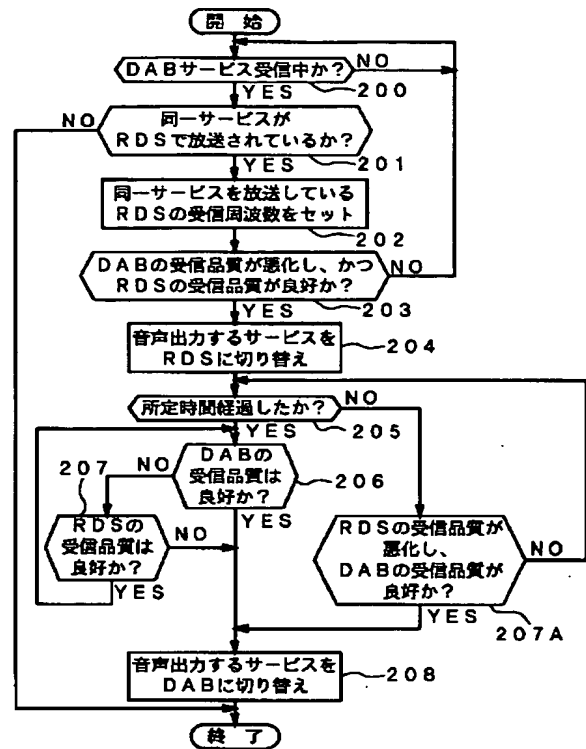 開始
DABサービス受信中か?
NO
YES
200
NO
同一サービスが
RDSで放送されているか?
YES
201
同一サービスを放送している
RDSの受信周波数をセット
202
DABの受信品質が悪化し、かつ
RDSの受信品質が良好か?
NO
YES
203
音声出力するサービスを
RDSに切り替え
204
所定時間経過したか?
NO
YES
205
DABの
受信品質は
良好か?
NO
YES
206
207
RDSの
受信品質は
良好か?
NO
YES
RDSの受信品質が
悪化し、
DABの受信品質が
良好か?
NO
YES
207A
音声出力するサービスを
DABに切り替え
208
終了